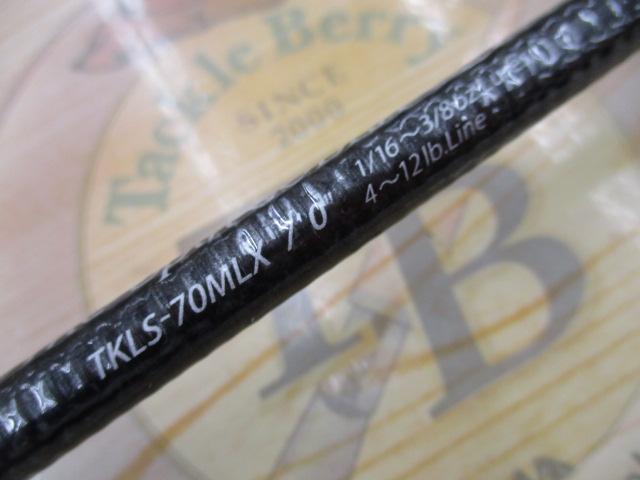 Tackle Berry
SINCE
2000
TKLS-70MLX 7'0"
1/16~3/8oz.
4~12lb.Line
B